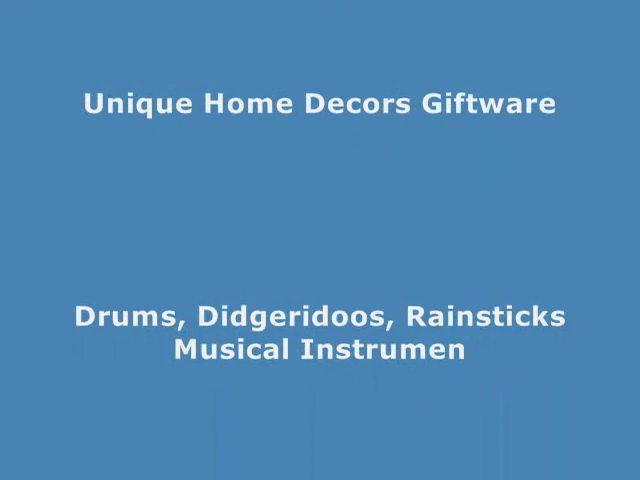 Unique Home Decors Giftware
Drums, Didgeridoos, Rainsticks
Musical Instrumen